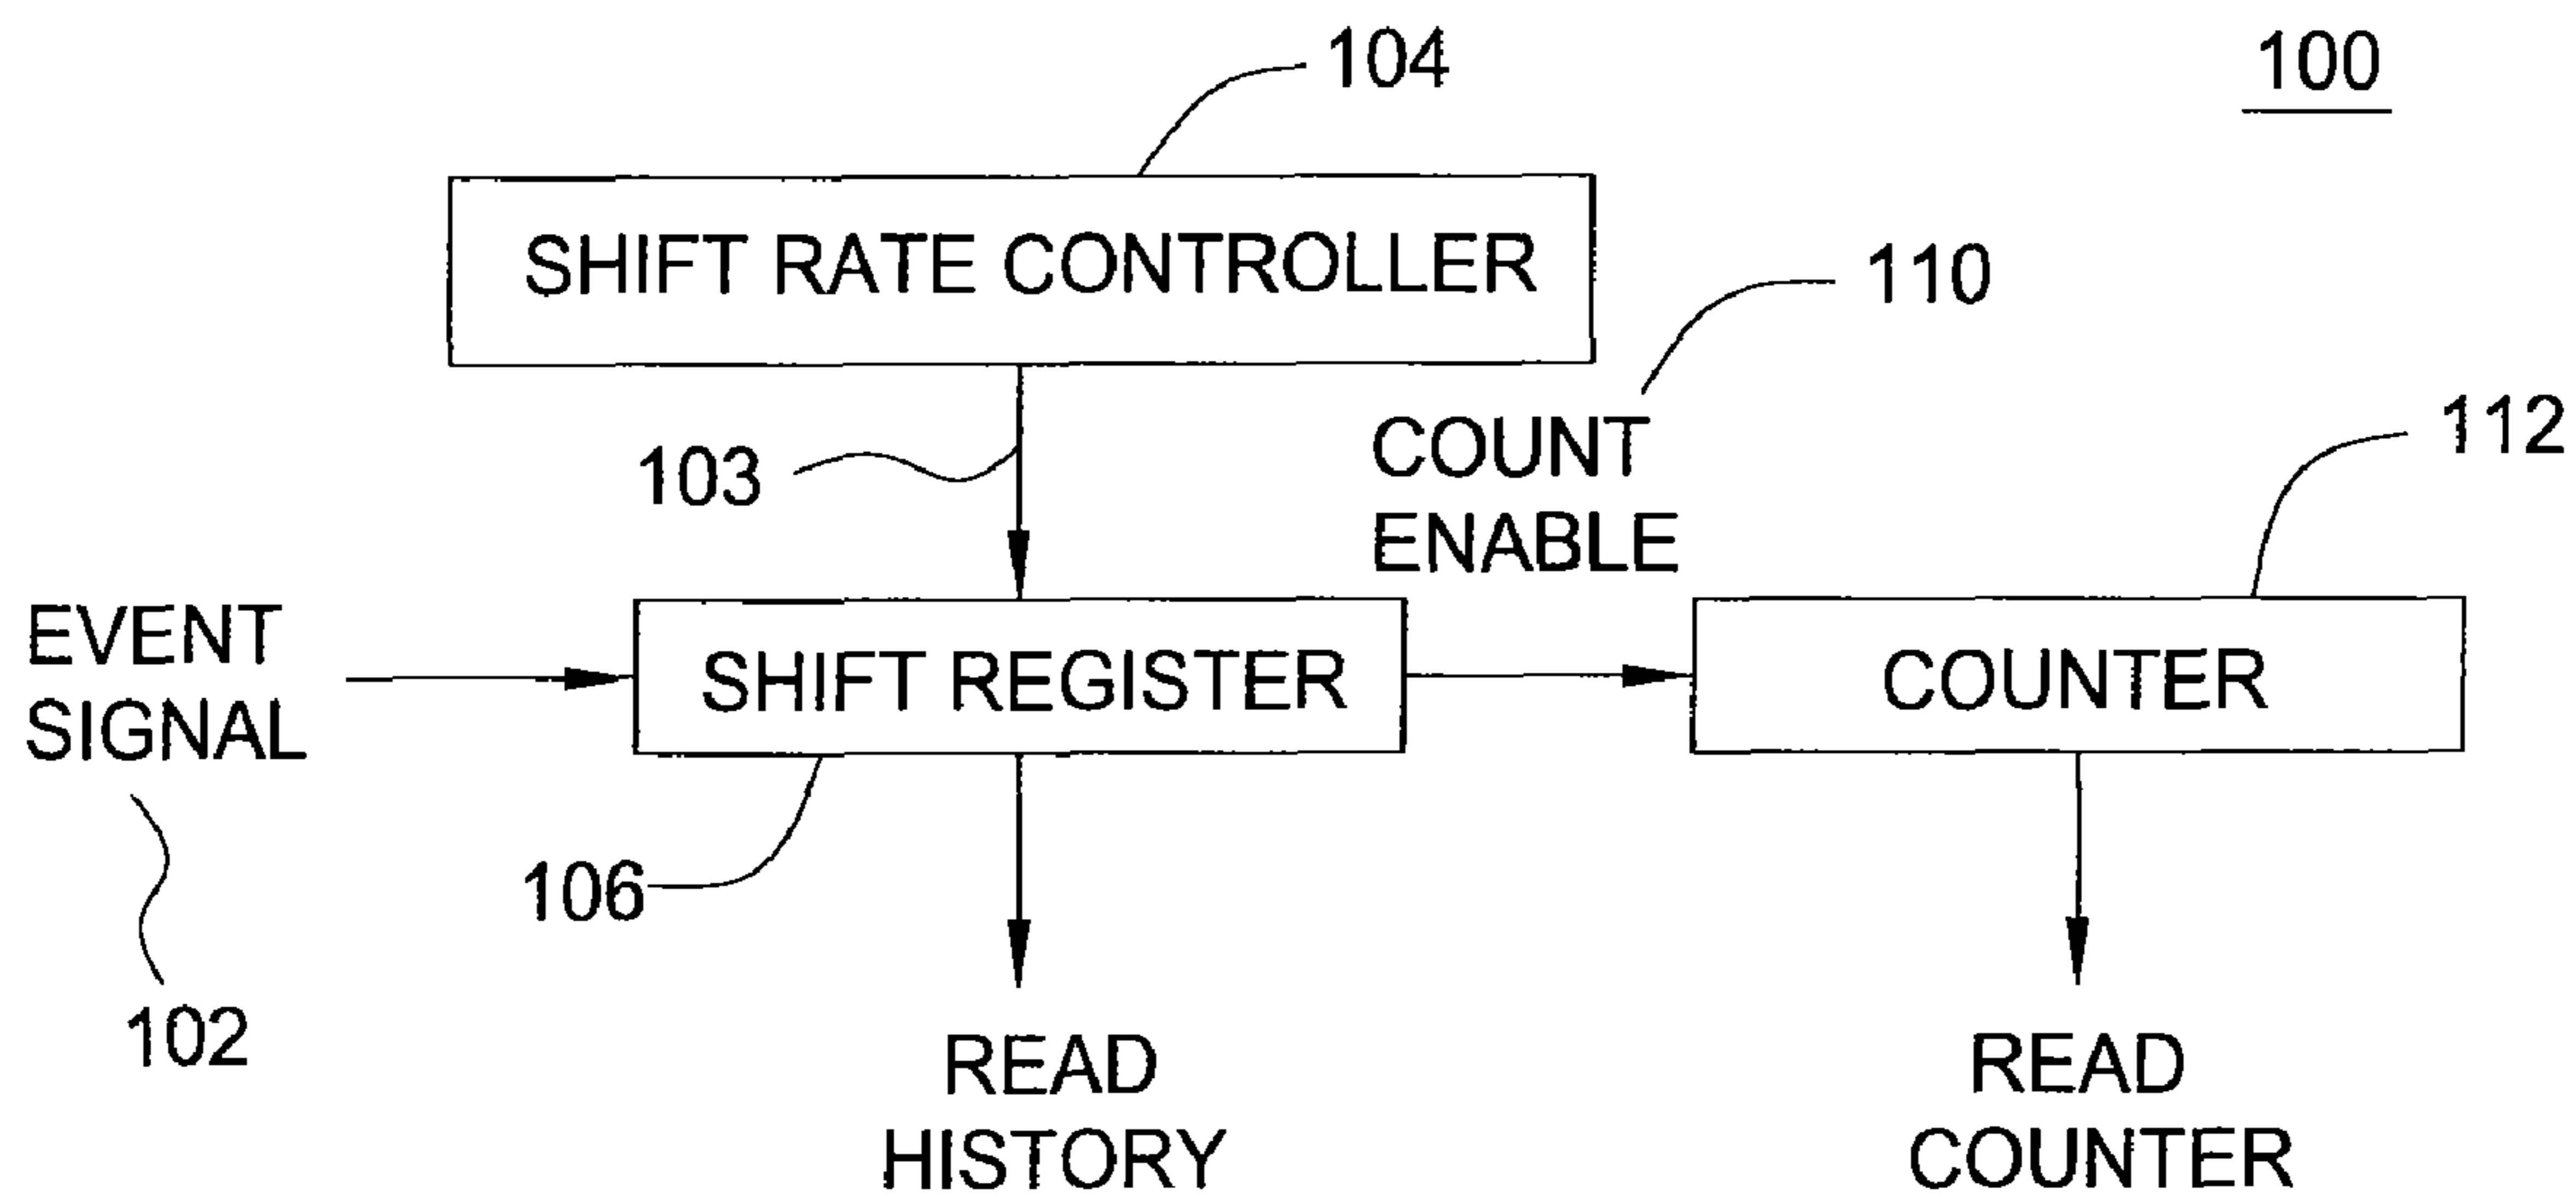 104
100
SHIFT RATE CONTROLLER
110
103
COUNT
ENABLE
112
EVENT
SIGNAL
SHIFT REGISTER
COUNTER
106
102
READ
HISTORY
READ
COUNTER